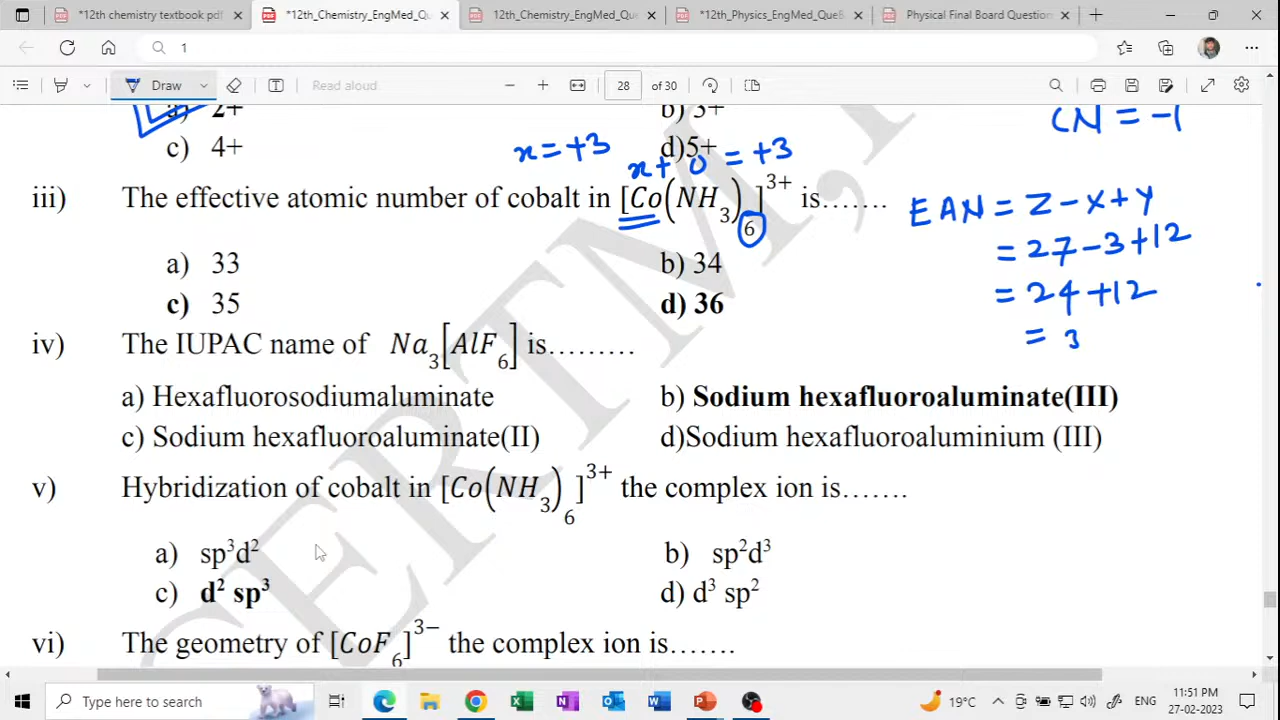 *12th chemistry textbook pdf
*12th_Chemistry_EngMed_Qu
12th_Chemistry_EngMed_Que
*12th_Physics_EngMed_QueB
Physical Final Board Question
1
Draw
Read aloud
28 of 30
a) 2+ b) 3+
CN = -1
c) 4+ d)5+
x = +3
x + 0 = +3
iii) The effective atomic number of cobalt in [Co(NH3)6]3+ is.......
EAN = Z - X + Y
= 27 - 3 + 12
a) 33 b) 34
= 24 + 12
c) 35 d) 36
= 3
iv) The IUPAC name of Na3[AlF6] is.........
a) Hexafluorosodiumaluminate b) Sodium hexafluoroaluminate(III)
c) Sodium hexafluoroaluminate(II) d)Sodium hexafluoroaluminium (III)
v) Hybridization of cobalt in [Co(NH3)6]3+ the complex ion is.......
a) sp3d2 b) sp2d3
c) d2 sp3 d) d3 sp2
vi) The geometry of [CoF6]3− the complex ion is.......
Type here to search
19°C
ENG
11:51 PM
27-02-2023